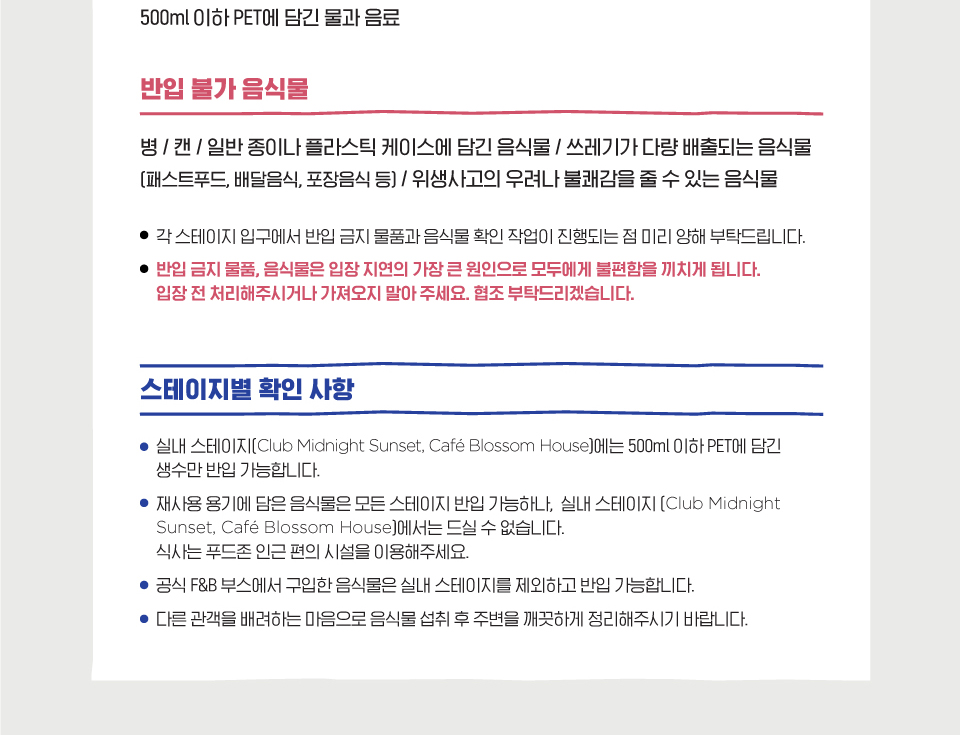 500ml 이하 PET에 담긴 물과 음료
반입 불가 음식물
병 / 캔 / 일반 종이나 플라스틱 케이스에 담긴 음식물 / 쓰레기가 다량 배출되는 음식물
(패스트푸드, 배달음식, 포장음식 등) / 위생사고의 우려나 불쾌감을 줄 수 있는 음식물
● 각 스테이지 입구에서 반입 금지 물품과 음식물 확인 작업이 진행되는 점 미리 양해 부탁드립니다.
● 반입 금지 물품, 음식물은 입장 지연의 가장 큰 원인으로 모두에게 불편함을 끼치게 됩니다.
입장 전 처리해주시거나 가져오지 말아 주세요. 협조 부탁드리겠습니다.
스테이지별 확인 사항
● 실내 스테이지(Club Midnight Sunset, Café Blossom House)에는 500ml 이하 PET에 담긴
생수만 반입 가능합니다.
● 재사용 용기에 담은 음식물은 모든 스테이지 반입 가능하나, 실내 스테이지 (Club Midnight
Sunset, Café Blossom House)에서는 드실 수 없습니다.
식사는 푸드존 인근 편의 시설을 이용해주세요.
● 공식 F&B 부스에서 구입한 음식물은 실내 스테이지를 제외하고 반입 가능합니다.
● 다른 관객을 배려하는 마음으로 음식물 섭취 후 주변을 깨끗하게 정리해주시기 바랍니다.